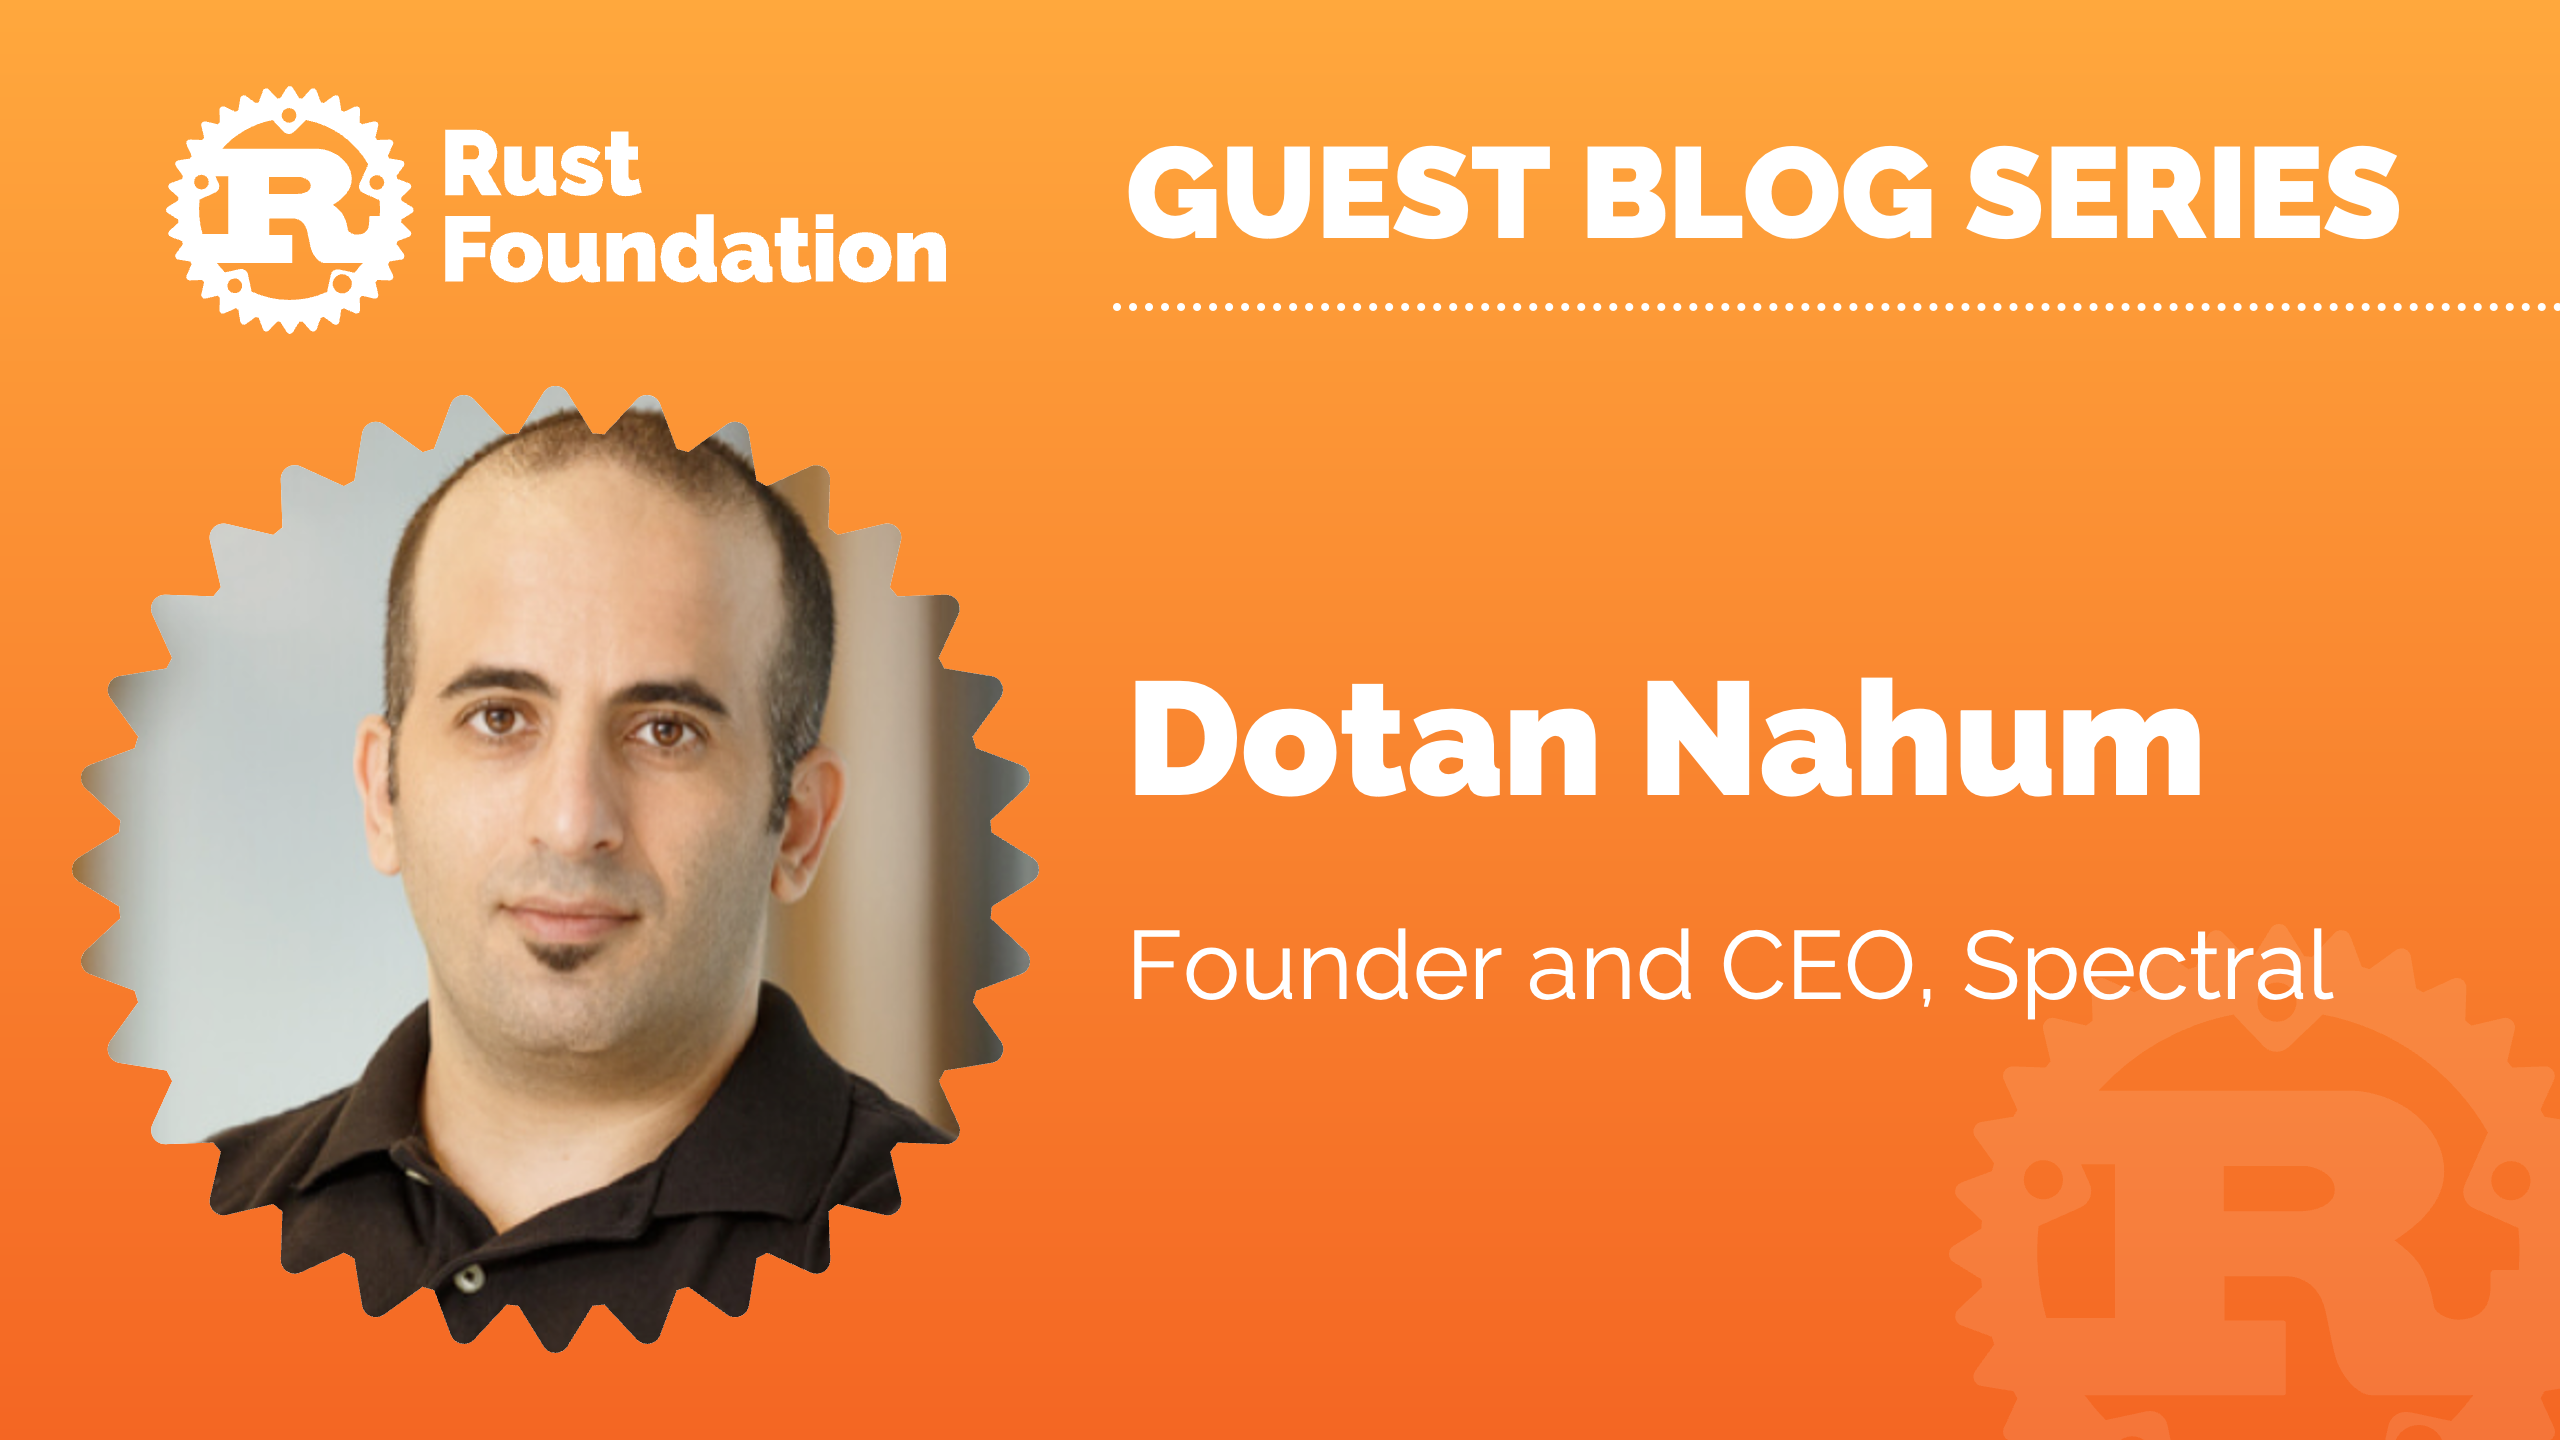 Rust
Foundation
GUEST BLOG SERIES
Dotan Nahum
Founder and CEO, Spectral